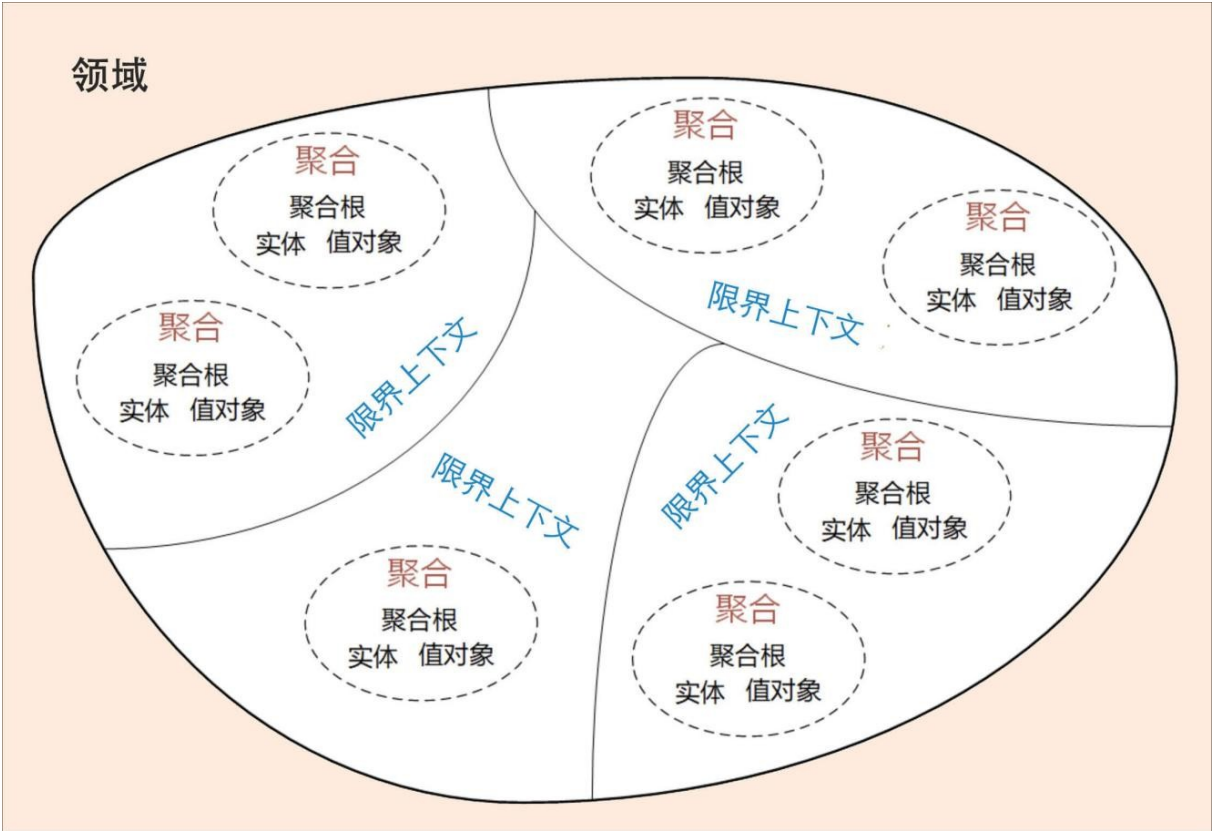 领域
聚合
聚合根
实体 值对象
聚合
聚合根
实体 值对象
限界上下文
聚合
聚合根
实体 值对象
聚合
聚合根
实体 值对象
限界上下文
限界上下文
聚合
聚合根
实体 值对象
限界上下文
聚合
聚合根
实体 值对象
聚合
聚合根
实体 值对象